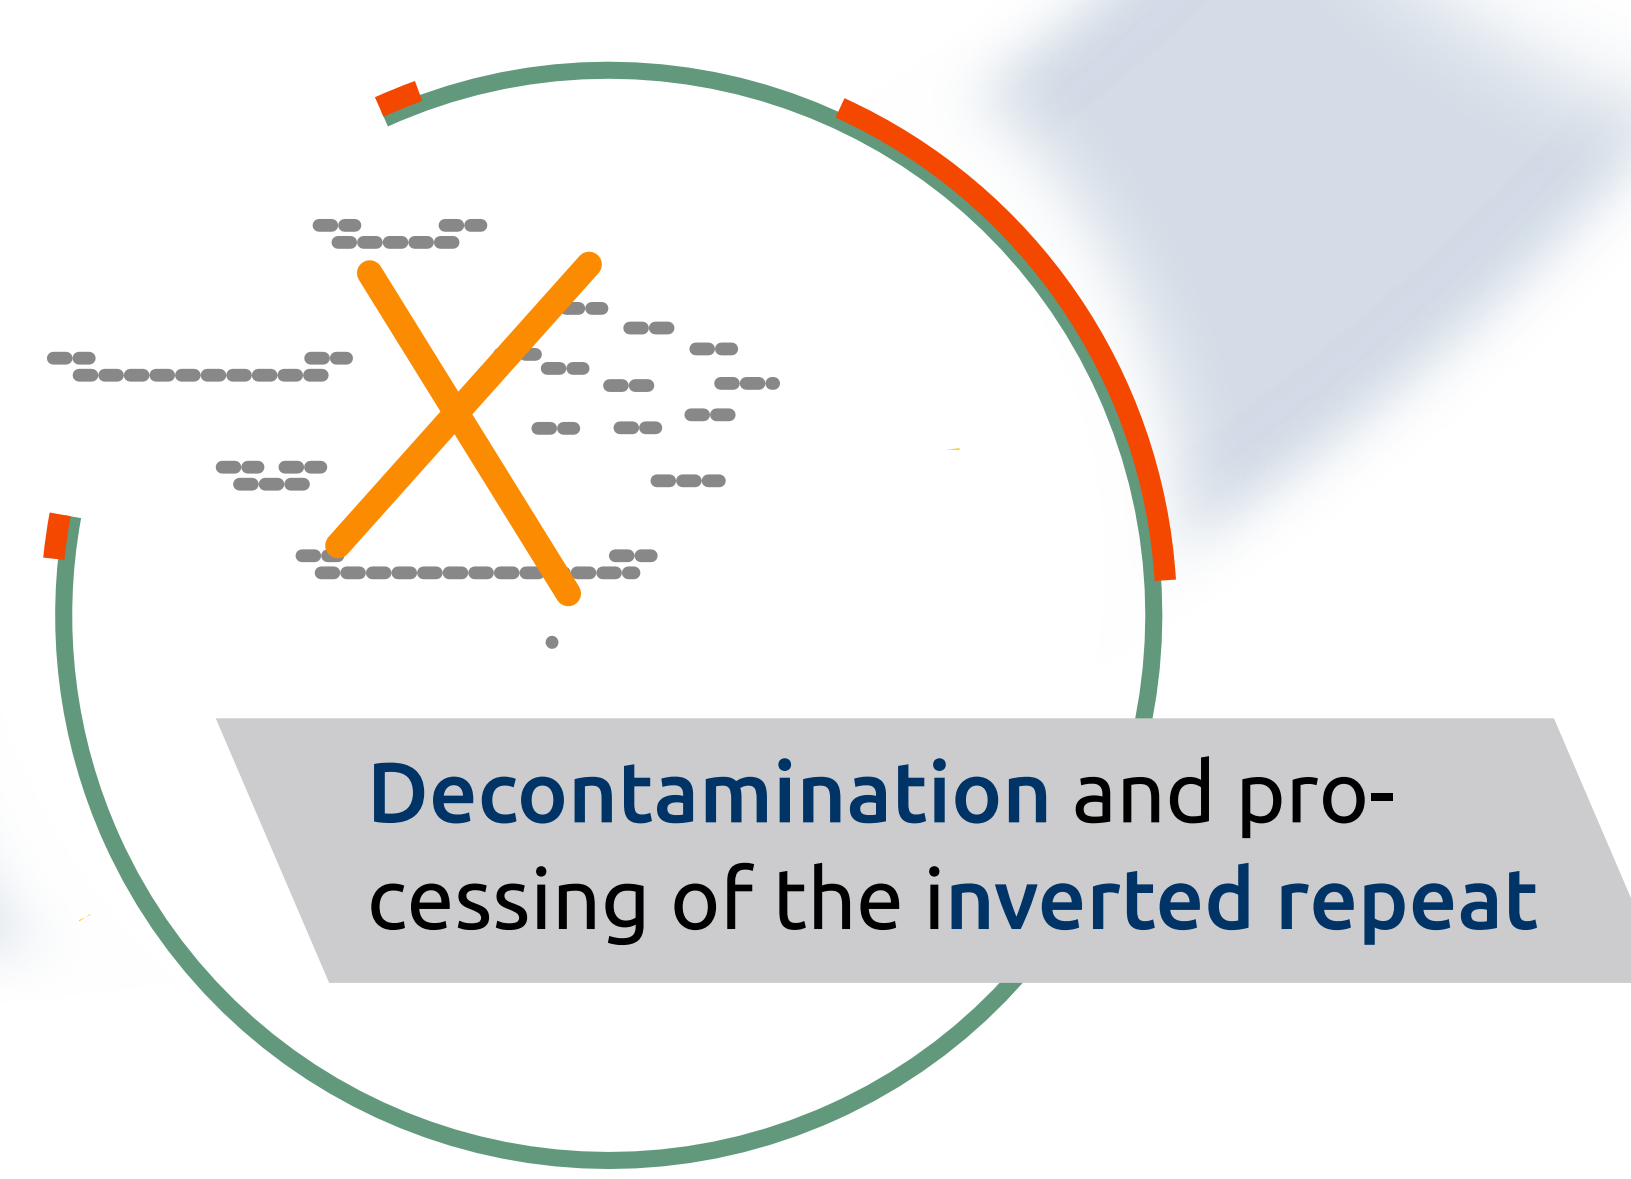 Decontamination and pro-
cessing of the inverted repeat